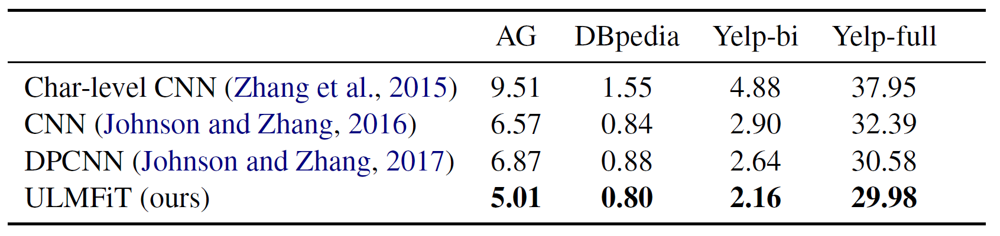 AG DBpedia Yelp-bi Yelp-full
Char-level CNN (Zhang et al., 2015) 9.51 1.55 4.88 37.95
CNN (Johnson and Zhang, 2016) 6.57 0.84 2.90 32.39
DPCNN (Johnson and Zhang, 2017) 6.87 0.88 2.64 30.58
ULMFiT (ours) 5.01 0.80 2.16 29.98